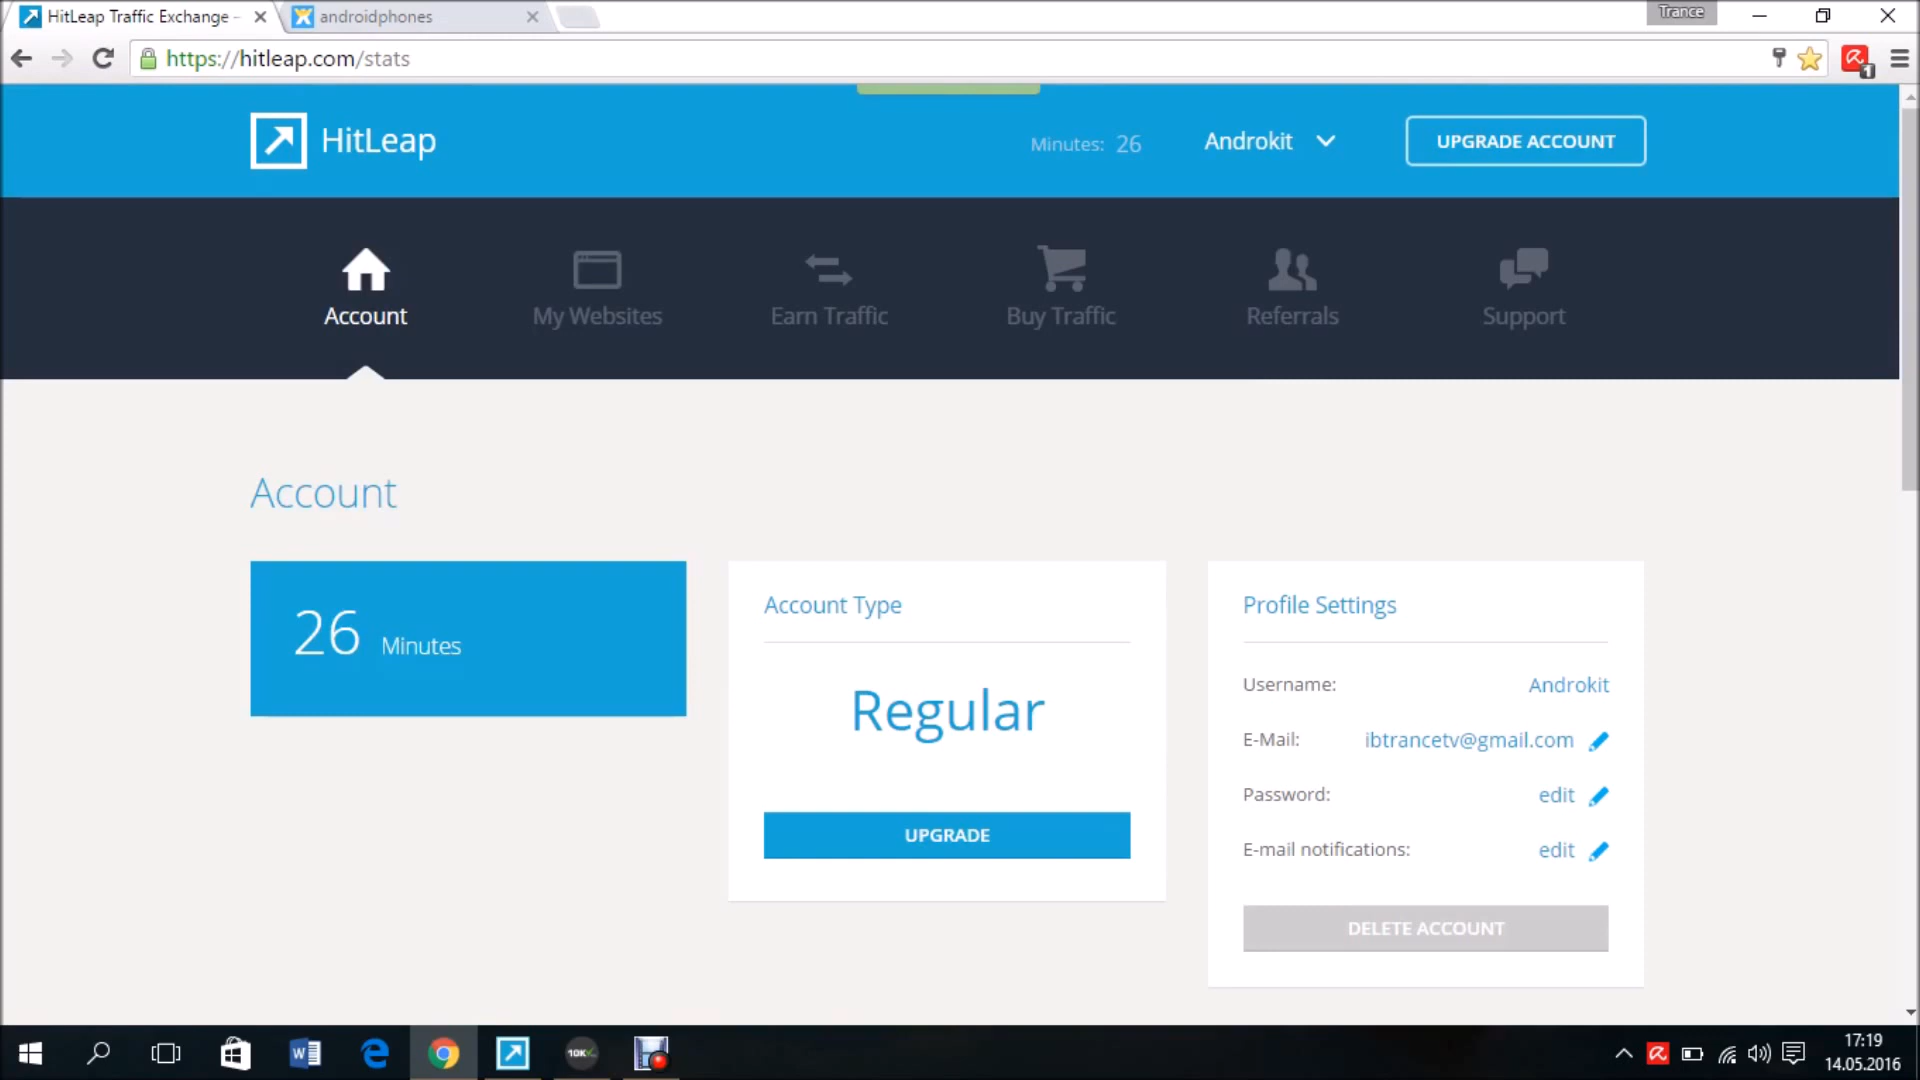 HitLeap Traffic Exchange -
androidphones
Trance
https://hitleap.com/stats
1
HitLeap
Minutes: 26
Androkit
UPGRADE ACCOUNT
Account
My Websites
Earn Traffic
Buy Traffic
Referrals
Support
Account
26 Minutes
Account Type
Regular
UPGRADE
Profile Settings
Username: Androkit
E-Mail: ibtrancetv@gmail.com
Password: edit
E-mail notifications: edit
DELETE ACCOUNT
10K
17:19
14.05.2016